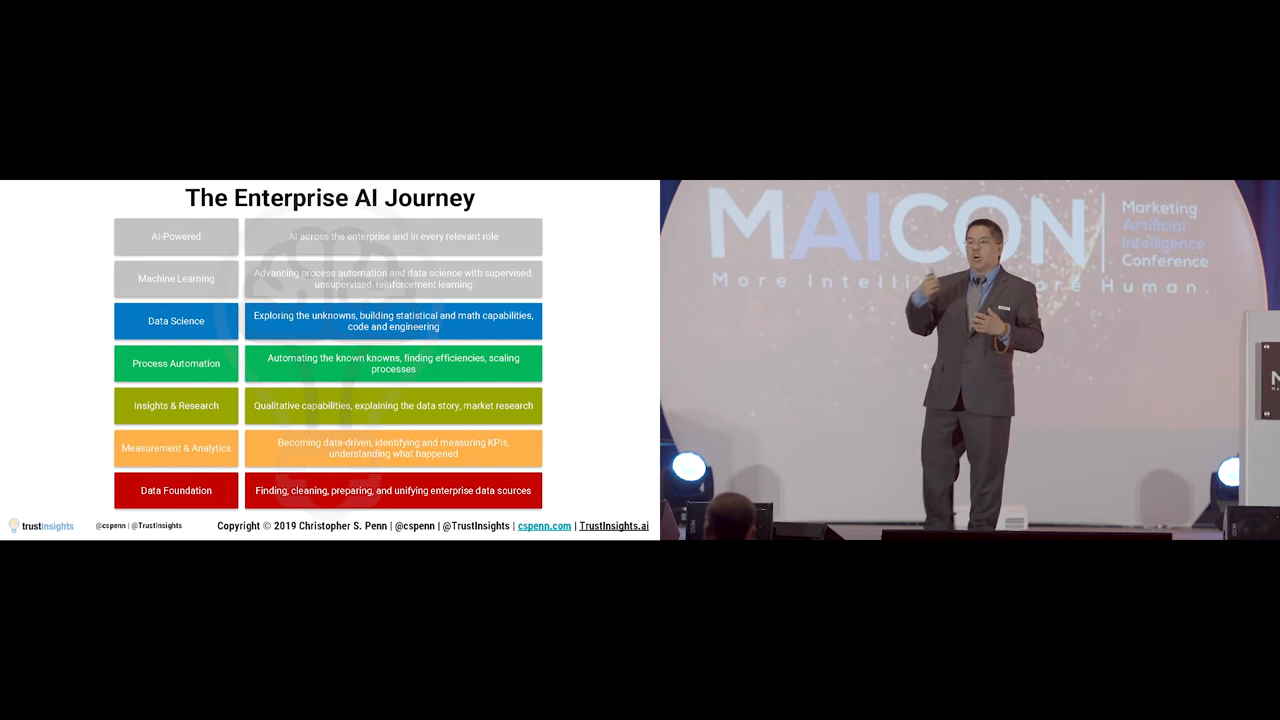 The Enterprise AI Journey
AI-Powered
AI across the enterprise and in every relevant role
Machine Learning
Advancing process automation and data science with supervised,
unsupervised, reinforcement learning
Data Science
Exploring the unknowns, building statistical and math capabilities,
code and engineering
Process Automation
Automating the known knowns, finding efficiencies, scaling
processes
Insights & Research
Qualitative capabilities, explaining the data story, market research
Measurement & Analytics
Becoming data-driven, identifying and measuring KPIs,
understanding what happened
Data Foundation
Finding, cleaning, preparing, and unifying enterprise data sources
trustinsights
@cspenn | @TrustInsights
Copyright © 2019 Christopher S. Penn | @cspenn | @TrustInsights | cspenn.com | TrustInsights.ai
MAICON
Marketing
Artificial
Intelligence
Conference
More Human.